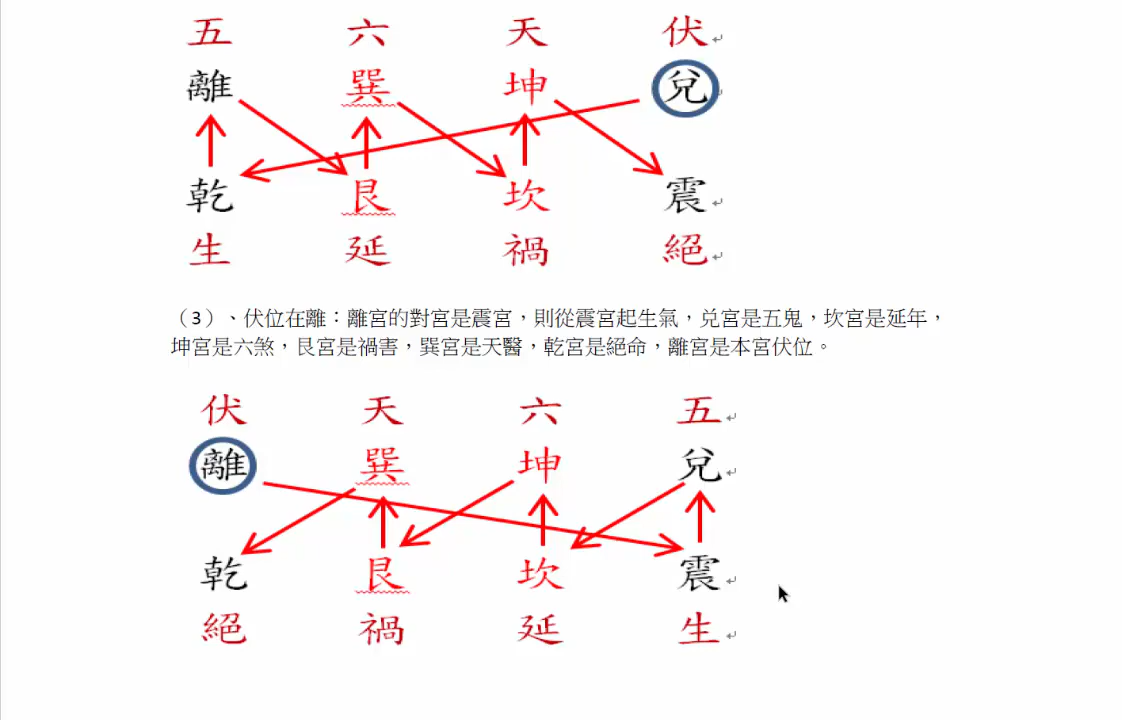 五 六 天 伏
離 巽 坤 兌
乾 艮 坎 震
生 延 禍 絕
（3）、伏位在離：離宮的對宮是震宮，則從震宮起生氣，兌宮是五鬼，坎宮是延年，
坤宮是六煞，艮宮是禍害，巽宮是天醫，乾宮是絕命，離宮是本宮伏位。
伏 天 六 五
離 巽 坤 兌
乾 艮 坎 震
絕 禍 延 生